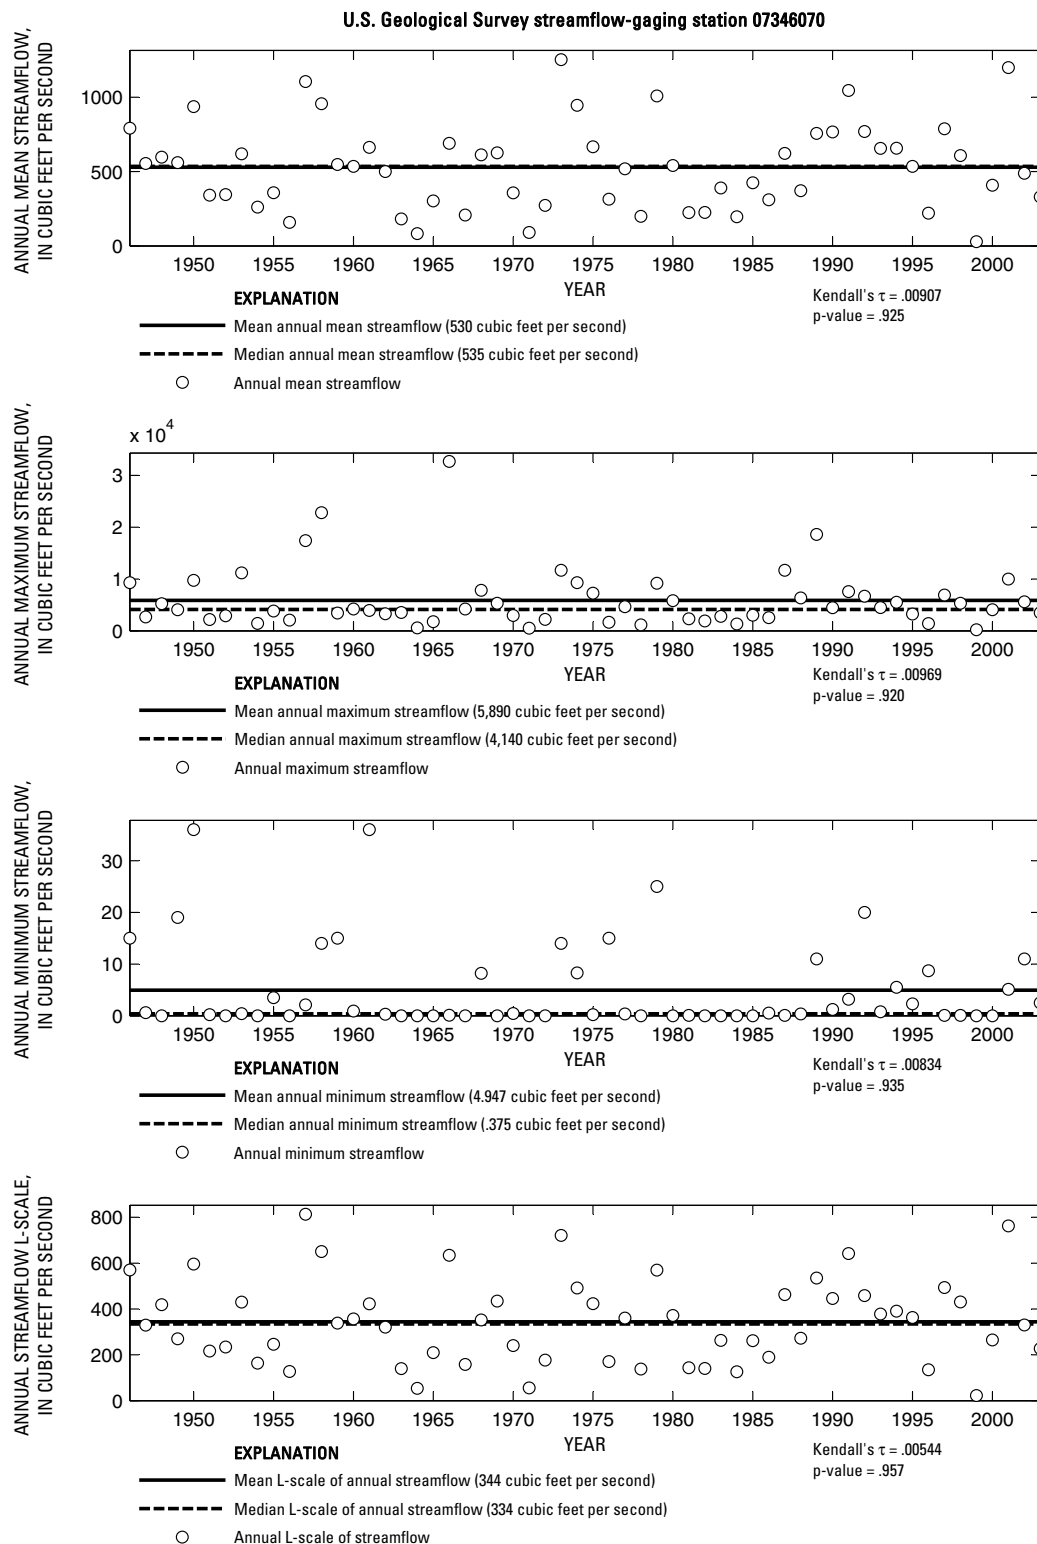 U.S. Geological Survey streamflow-gaging station 07346070
ANNUAL MEAN STREAMFLOW,
IN CUBIC FEET PER SECOND
1000
500
0
1950 1955 1960 1965 1970 1975 1980 1985 1990 1995 2000
YEAR
Kendall's τ = .00907
p-value = .925
EXPLANATION
Mean annual mean streamflow (530 cubic feet per second)
Median annual mean streamflow (535 cubic feet per second)
Annual mean streamflow
ANNUAL MAXIMUM STREAMFLOW,
IN CUBIC FEET PER SECOND
x 10⁴
3
2
1
0
1950 1955 1960 1965 1970 1975 1980 1985 1990 1995 2000
YEAR
Kendall's τ = .00969
p-value = .920
EXPLANATION
Mean annual maximum streamflow (5,890 cubic feet per second)
Median annual maximum streamflow (4,140 cubic feet per second)
Annual maximum streamflow
ANNUAL MINIMUM STREAMFLOW,
IN CUBIC FEET PER SECOND
30
20
10
0
1950 1955 1960 1965 1970 1975 1980 1985 1990 1995 2000
YEAR
Kendall's τ = .00834
p-value = .935
EXPLANATION
Mean annual minimum streamflow (4.947 cubic feet per second)
Median annual minimum streamflow (.375 cubic feet per second)
Annual minimum streamflow
ANNUAL STREAMFLOW L-SCALE,
IN CUBIC FEET PER SECOND
800
600
400
200
0
1950 1955 1960 1965 1970 1975 1980 1985 1990 1995 2000
YEAR
Kendall's τ = .00544
p-value = .957
EXPLANATION
Mean L-scale of annual streamflow (344 cubic feet per second)
Median L-scale of annual streamflow (334 cubic feet per second)
Annual L-scale of streamflow